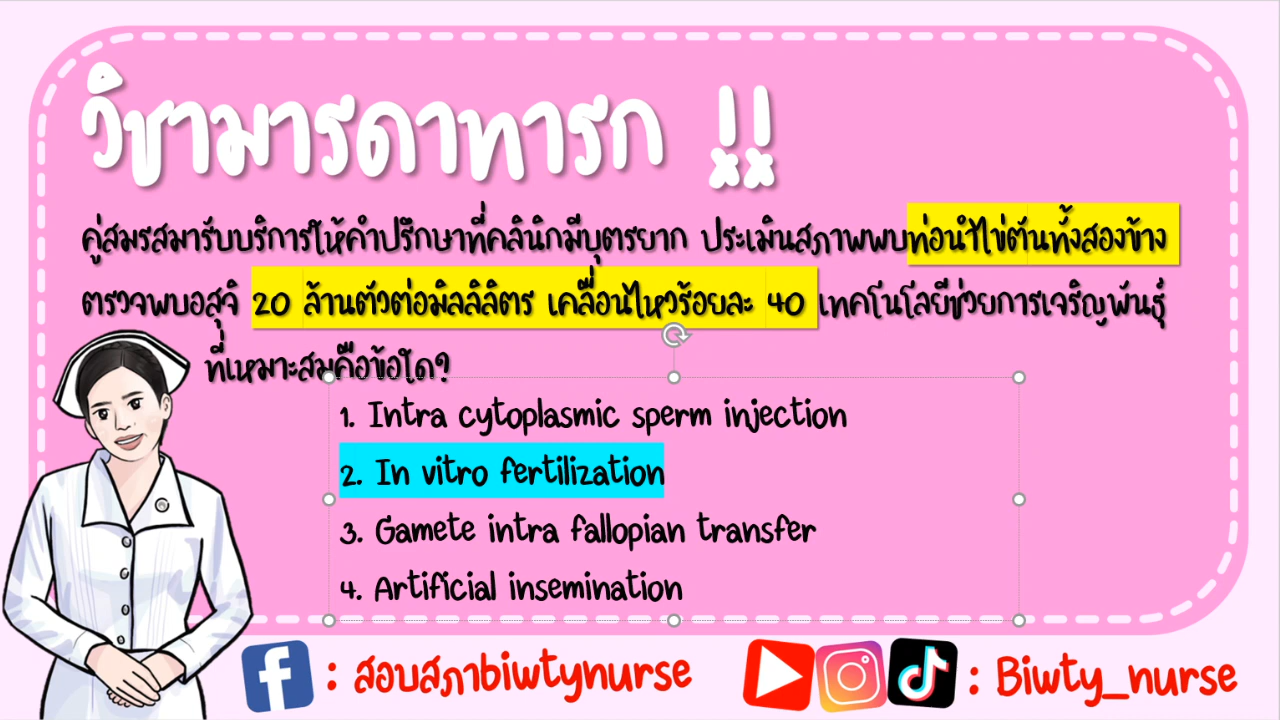 วิชามารดาทารก !!
คู่สมรสมารับบริการให้คำปรึกษาที่คลินิกมีบุตรยาก ประเมินสภาพพบท่อนำไข่ตันทั้งสองข้าง
ตรวจพบอสุจิ 20 ล้านตัวต่อมิลลิลิตร เคลื่อนไหวร้อยละ 40 เทคโนโลยีช่วยการเจริญพันธุ์
ที่เหมาะสมคือข้อใด?
1. Intra cytoplasmic sperm injection
2. In vitro fertilization
3. Gamete intra fallopian transfer
4. Artificial insemination
: สอบสภาbiwtynurse
: Biwty_nurse